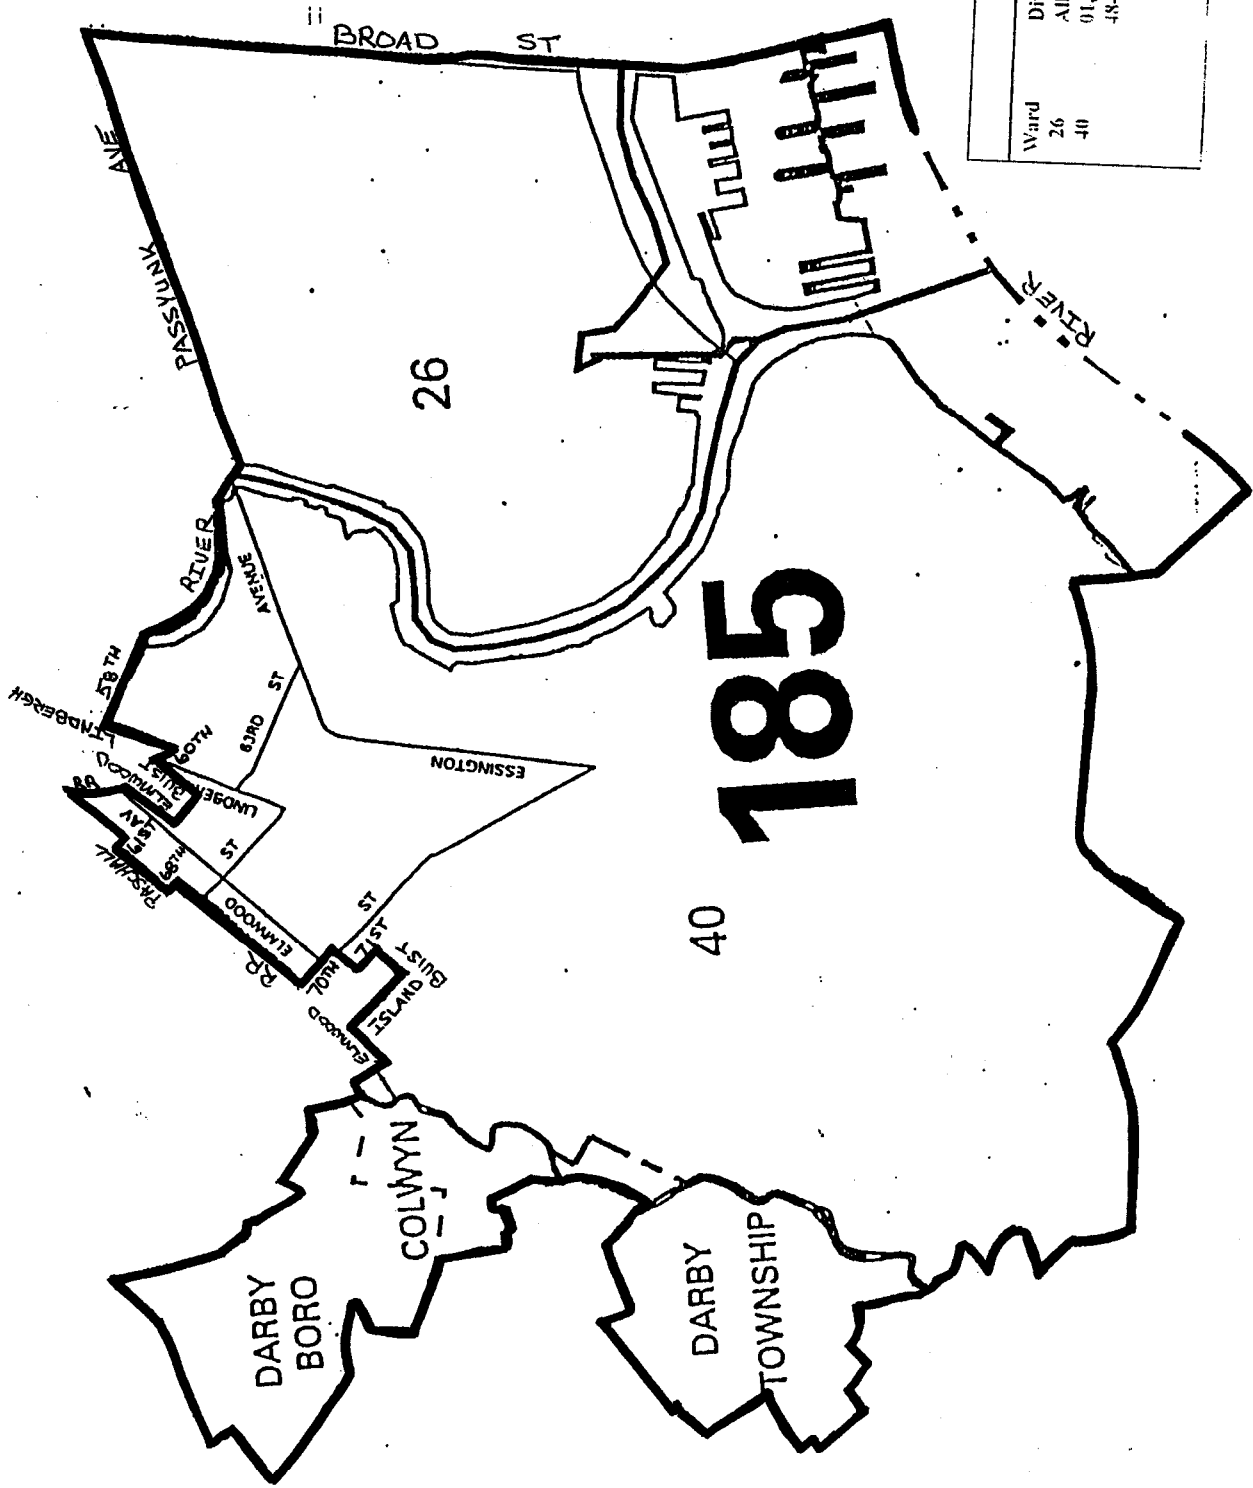 BROAD ST
PASSYUNK AVE
26
RIVER
RIVER
AVENUE
58TH
LINDBERGH
60TH
63RD ST
ELMWOOD
BUIST
ELMWOOD
LINDBERGH
RR
61ST
AV
PASCHALL
68TH
ST
ELMWOOD
RR
ESSINGTON
ST
70TH
71ST
BUIST
ISLAND
ELMWOOD
185
40
COLWYN
DARBY
BORO
DARBY
TOWNSHIP
Ward
26
40